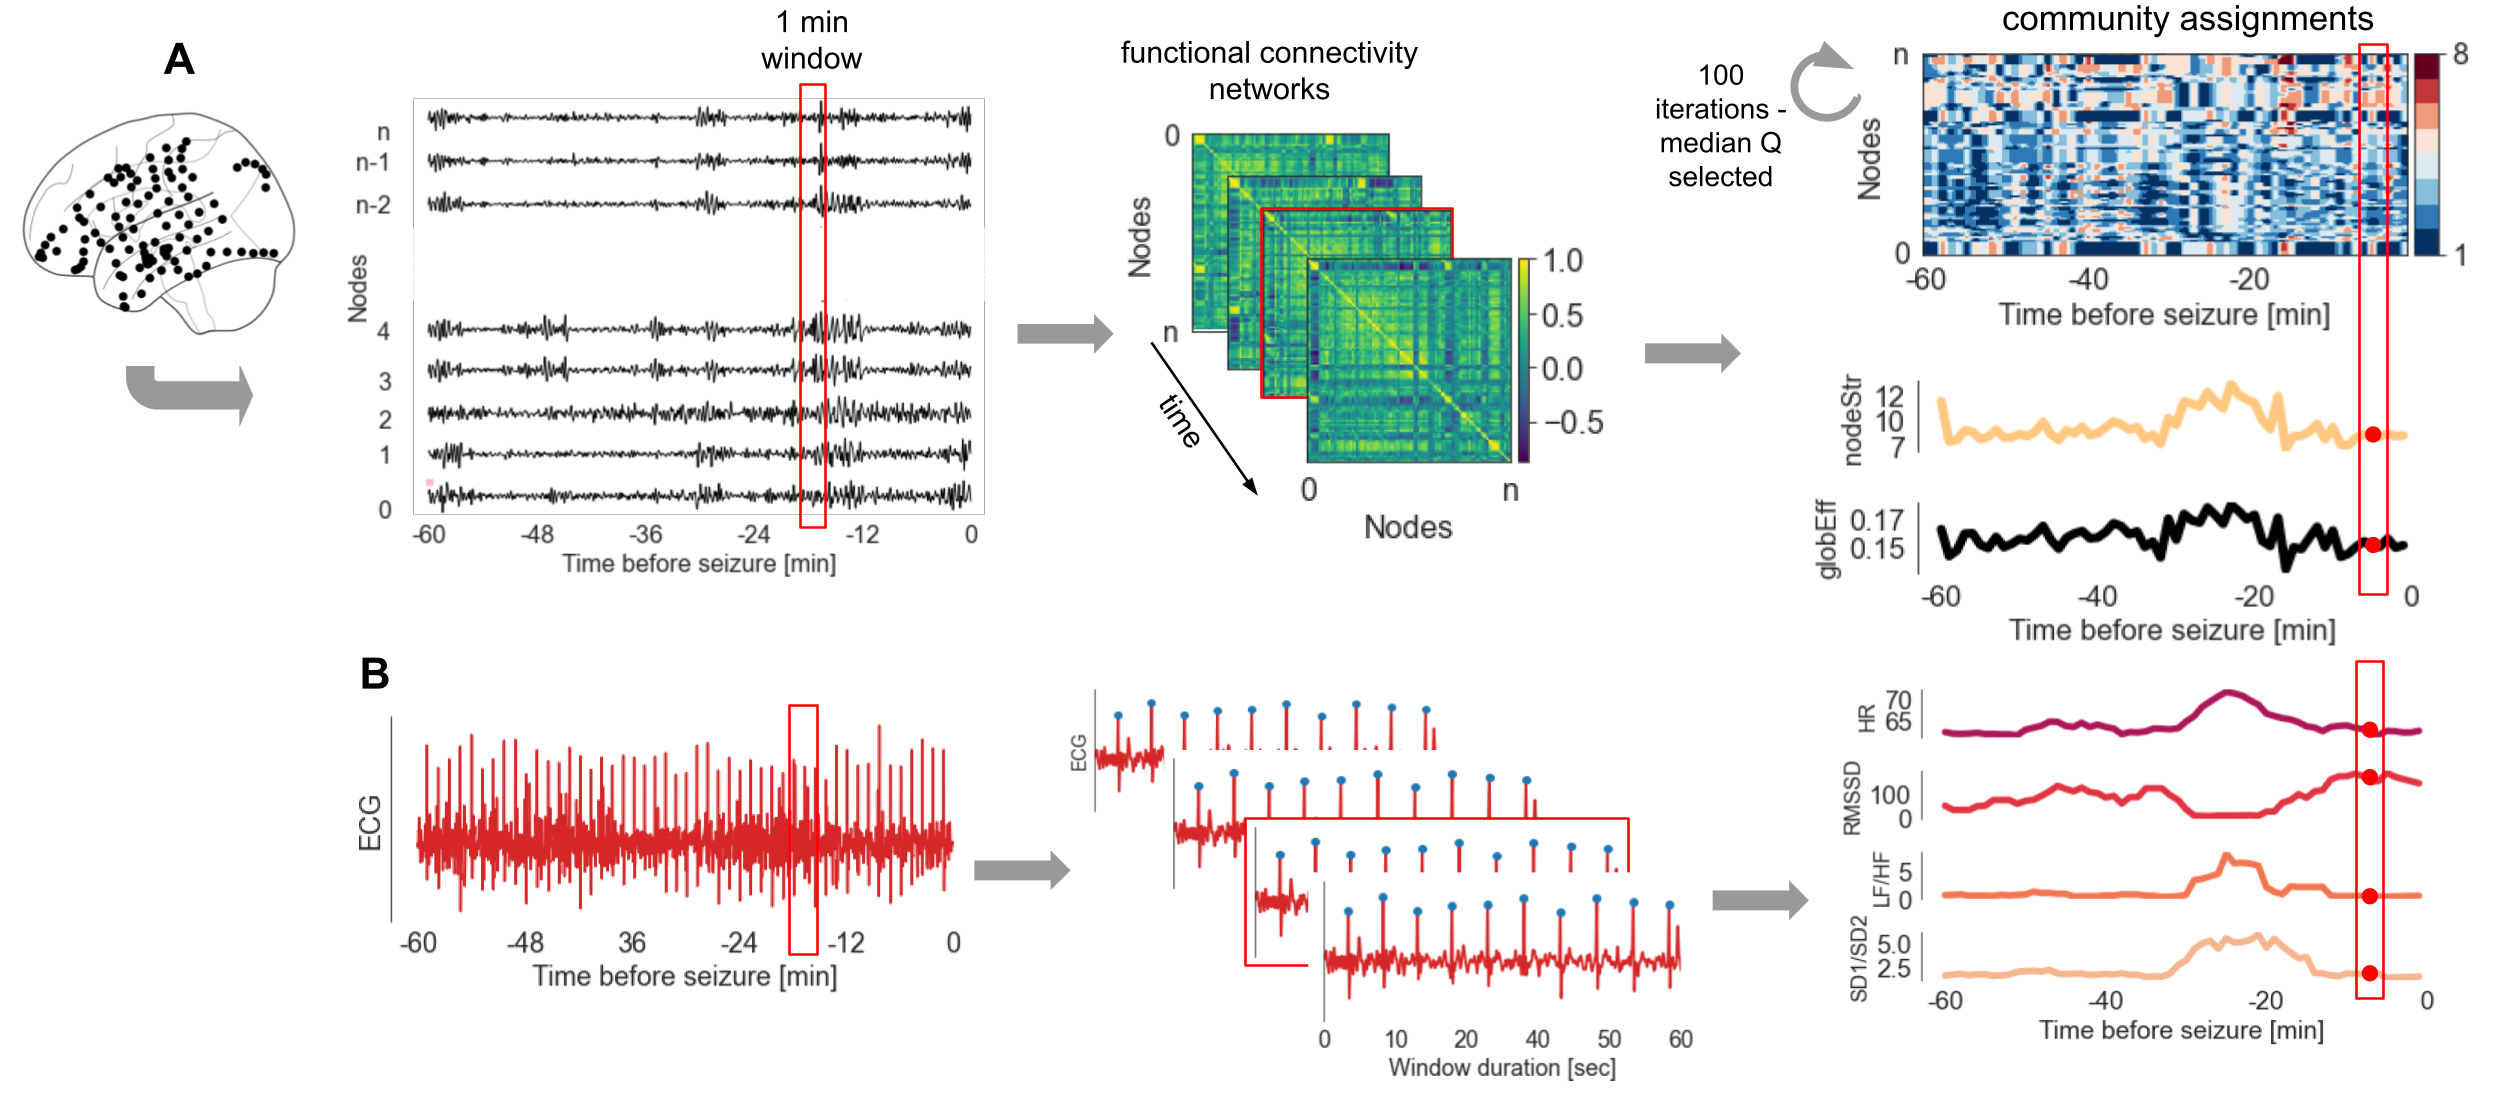 A
1 min
window
n
n-1
n-2
Nodes
4
3
2
1
0
-60 -48 -36 -24 -12 0
Time before seizure [min]
functional connectivity
networks
0
Nodes
n
time
1.0
0.5
0.0
−0.5
0 n
Nodes
100
iterations -
median Q
selected
community assignments
n
Nodes
0
8
1
-60 -40 -20
Time before seizure [min]
nodeStr
12
10
7
globEff
0.17
0.15
-60 -40 -20 0
Time before seizure [min]
B
ECG
-60 -48 36 -24 -12 0
Time before seizure [min]
ECG
0 10 20 30 40 50 60
Window duration [sec]
HR
70
65
RMSSD
100
0
LF/HF
5
0
SD1/SD2
5.0
2.5
-60 -40 -20 0
Time before seizure [min]